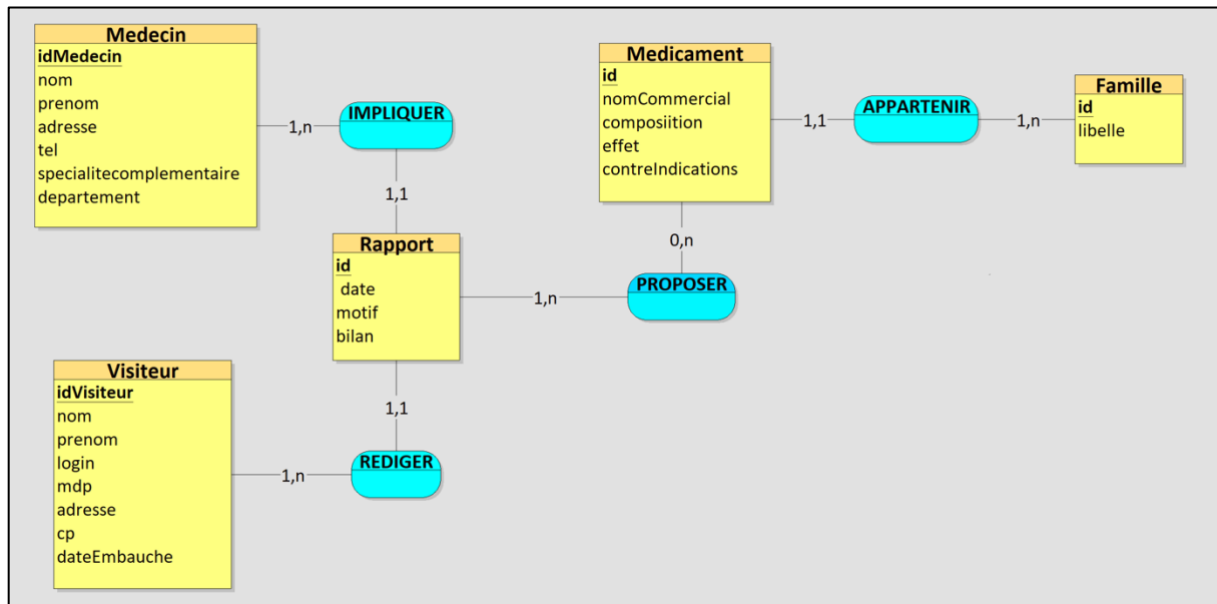 Medecin
idMedecin
nom
prenom
adresse
tel
specialitecomplementaire
departement
1,n
IMPLIQUER
1,1
Medicament
id
nomCommercial
composiition
effet
contreIndications
1,1
APPARTENIR
1,n
Famille
id
libelle
0,n
PROPOSER
1,n
Rapport
id
date
motif
bilan
1,1
REDIGER
1,n
Visiteur
idVisiteur
nom
prenom
login
mdp
adresse
cp
dateEmbauche